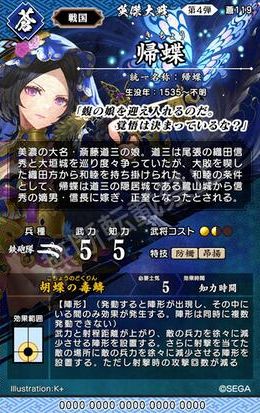 蒼
戦国
英傑大戦
第4弾
蒼119
きちょう
帰蝶
統一名称：帰蝶
生没年：1535～不明
「蝮の娘を迎え入れるのだ。
覚悟は決まっているな？」
美濃の大名・斎藤道三の娘。道三は尾張の織田信
秀と大垣城を巡り度々争っていたが、大敗を喫し
た織田方から和睦を持ち掛けられた。和睦の条件
として、帰蝶は道三の隠居城である鷺山城から信
秀の嫡男・信長に嫁ぎ、正室となったとされる。
兵種
武力
知力
武将コスト
鉄砲隊
5
5
特技
防柵
昂揚
こちょうのどくりん
胡蝶の毒鱗
必要士気
5
効果時間
知力時間
効果範囲
【陣形】（発動すると陣形が出現し、その中に
いる間のみ効果が発生する。陣形は同時に複数
発動できない）
武力と射程距離が上がり、敵の兵力を徐々に減
少させる陣形を設置する。さらに射撃を当てた
敵の場所に敵の兵力を徐々に減少させる陣形を
設置する。ただし射撃時の攻撃回数が減る
Illustration:K+
©SEGA
0000-0000-0000-0000-0000